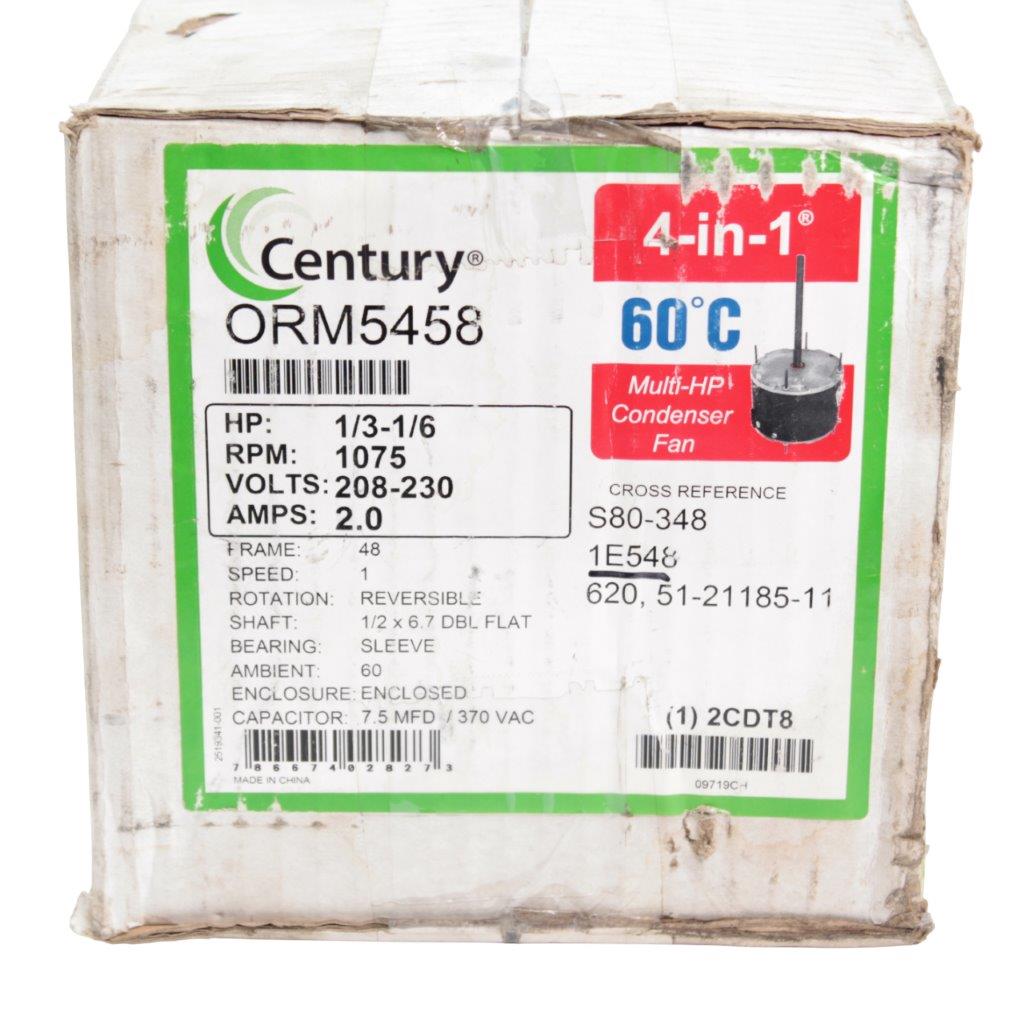 Century®
ORM5458
HP: 1/3-1/6
RPM: 1075
VOLTS: 208-230
AMPS: 2.0
FRAME: 48
SPEED: 1
ROTATION: REVERSIBLE
SHAFT: 1/2 x 6.7 DBL FLAT
BEARING: SLEEVE
AMBIENT: 60
ENCLOSURE: ENCLOSED
CAPACITOR: 7.5 MFD / 370 VAC
2519341-001
7 86674 02827 3
MADE IN CHINA
4-in-1®
60°C
Multi-HP
Condenser
Fan
CROSS REFERENCE
S80-348
1E548
620, 51-21185-11
(1) 2CDT8
09719CH